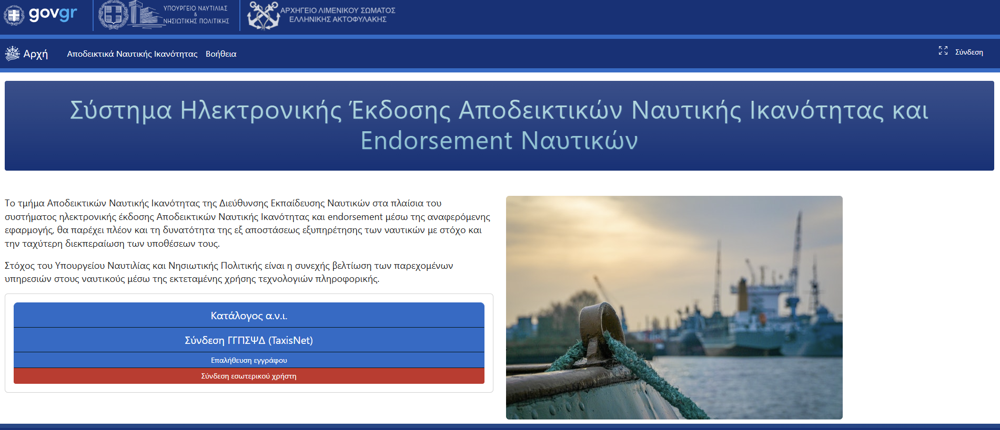 govgr
ΥΠΟΥΡΓΕΙΟ ΝΑΥΤΙΛΙΑΣ
&
ΝΗΣΙΩΤΙΚΗΣ ΠΟΛΙΤΙΚΗΣ
ΑΡΧΗΓΕΙΟ ΛΙΜΕΝΙΚΟΥ ΣΩΜΑΤΟΣ
ΕΛΛΗΝΙΚΗΣ ΑΚΤΟΦΥΛΑΚΗΣ
Αρχή
Αποδεικτικά Ναυτικής Ικανότητας
Βοήθεια
Σύνδεση
Σύστημα Ηλεκτρονικής Έκδοσης Αποδεικτικών Ναυτικής Ικανότητας και
Endorsement Ναυτικών
Το τμήμα Αποδεικτικών Ναυτικής Ικανότητας της Διεύθυνσης Εκπαίδευσης Ναυτικών στα πλαίσια του
συστήματος ηλεκτρονικής έκδοσης Αποδεικτικών Ναυτικής Ικανότητας και endorsement μέσω της αναφερόμενης
εφαρμογής, θα παρέχει πλέον και τη δυνατότητα της εξ αποστάσεως εξυπηρέτησης των ναυτικών με στόχο και
την ταχύτερη διεκπεραίωση των υποθέσεων τους.
Στόχος του Υπουργείου Ναυτιλίας και Νησιωτικής Πολιτικής είναι η συνεχής βελτίωση των παρεχομένων
υπηρεσιών στους ναυτικούς μέσω της εκτεταμένης χρήσης τεχνολογιών πληροφορικής.
Κατάλογος α.ν.ι.
Σύνδεση ΓΓΠΣΨΔ (TaxisNet)
Επαλήθευση εγγράφου
Σύνδεση εσωτερικού χρήστη